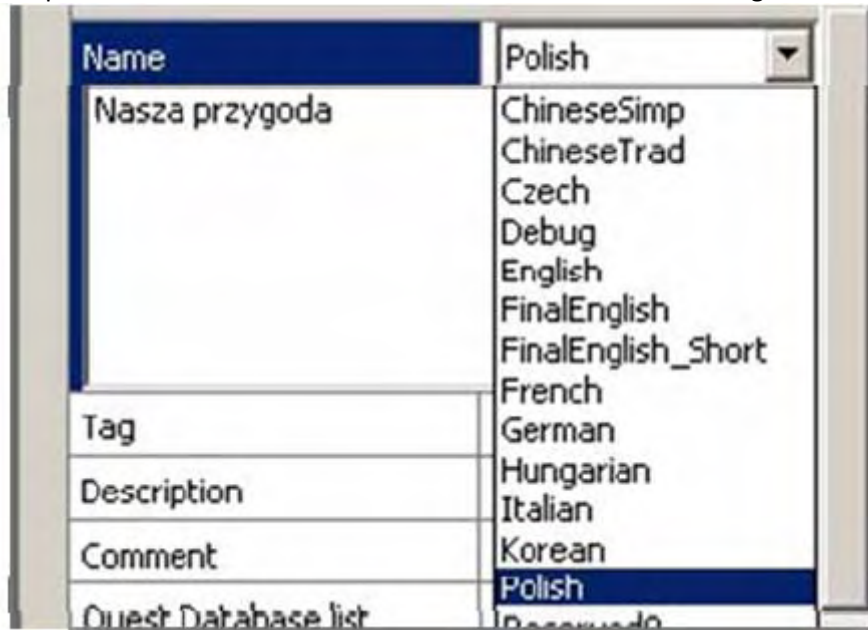 Name
Polish
Nasza przygoda
ChineseSimp
ChineseTrad
Czech
Debug
English
FinalEnglish
FinalEnglish_Short
French
German
Hungarian
Italian
Korean
Polish
Tag
Description
Comment
Quest Database list